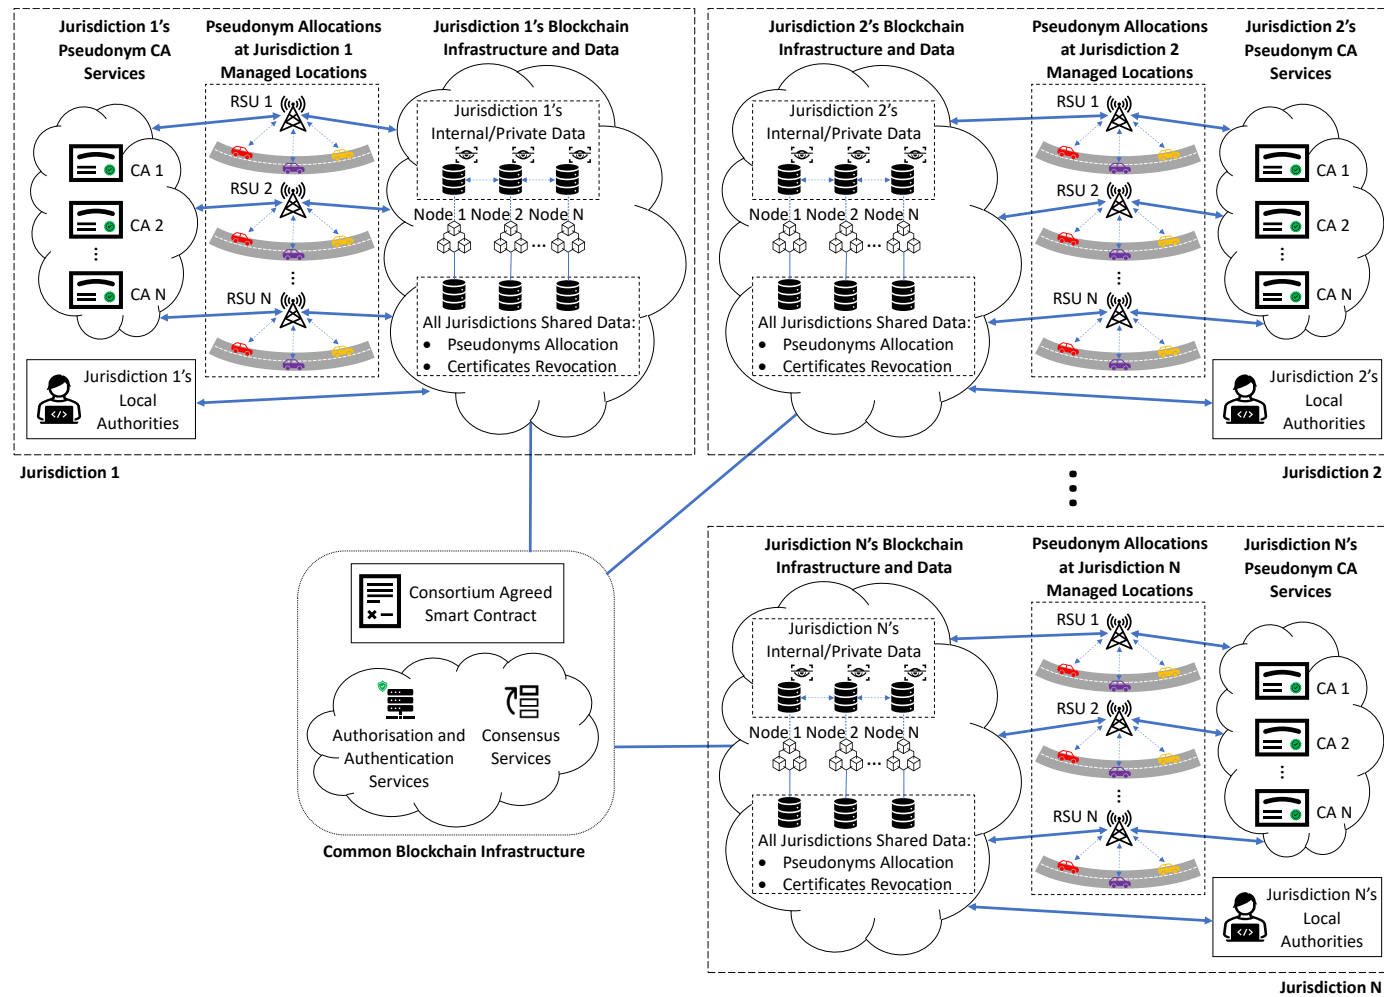 Jurisdiction 1’s
Pseudonym CA
Services
Pseudonym Allocations
at Jurisdiction 1
Managed Locations
Jurisdiction 1’s Blockchain
Infrastructure and Data
CA 1
CA 2
CA N
RSU 1
RSU 2
RSU N
Jurisdiction 1’s
Internal/Private Data
Node 1 Node 2 Node N
All Jurisdictions Shared Data:
• Pseudonyms Allocation
• Certificates Revocation
Jurisdiction 1’s
Local
Authorities
Jurisdiction 1
Jurisdiction 2’s Blockchain
Infrastructure and Data
Pseudonym Allocations
at Jurisdiction 2
Managed Locations
Jurisdiction 2’s
Pseudonym CA
Services
Jurisdiction 2’s
Internal/Private Data
Node 1 Node 2 Node N
All Jurisdictions Shared Data:
• Pseudonyms Allocation
• Certificates Revocation
RSU 1
RSU 2
RSU N
CA 1
CA 2
CA N
Jurisdiction 2’s
Local
Authorities
Jurisdiction 2
Consortium Agreed
Smart Contract
Authorisation and
Authentication
Services
Consensus
Services
Common Blockchain Infrastructure
Jurisdiction N’s Blockchain
Infrastructure and Data
Pseudonym Allocations
at Jurisdiction N
Managed Locations
Jurisdiction N’s
Pseudonym CA
Services
Jurisdiction N’s
Internal/Private Data
Node 1 Node 2 Node N
All Jurisdictions Shared Data:
• Pseudonyms Allocation
• Certificates Revocation
RSU 1
RSU 2
RSU N
CA 1
CA 2
CA N
Jurisdiction N’s
Local
Authorities
Jurisdiction N